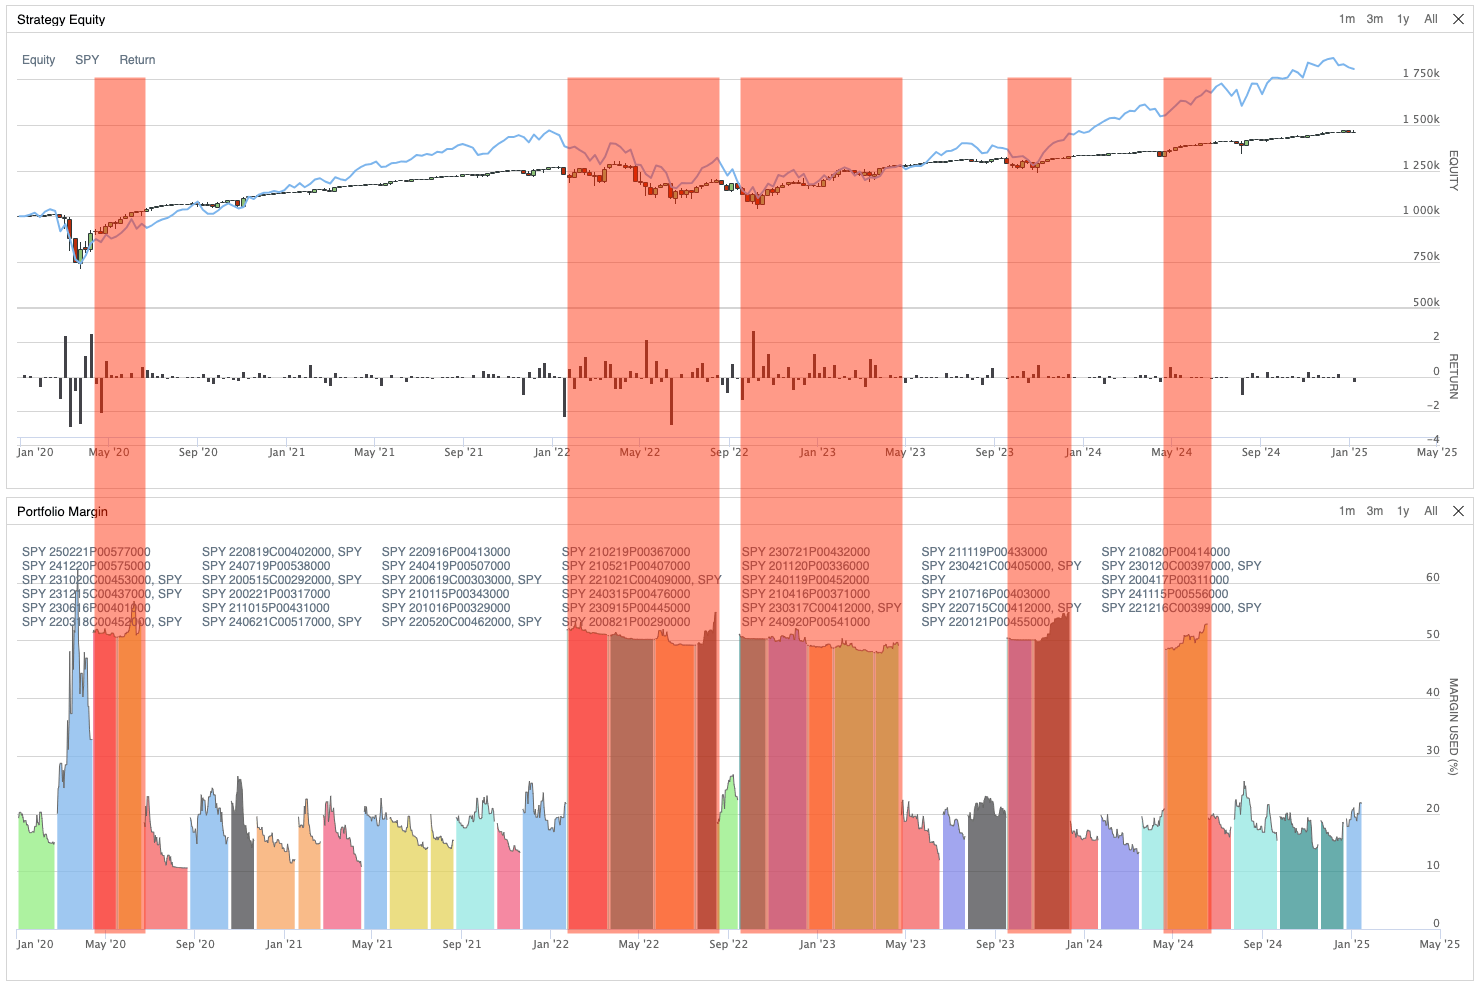 Strategy Equity
1m 3m 1y All
Equity SPY Return
1 750k
1 500k
1 250k
1 000k
750k
500k
EQUITY
2
0
-2
-4
RETURN
Jan '20 May '20 Sep '20 Jan '21 May '21 Sep '21 Jan '22 May '22 Sep '22 Jan '23 May '23 Sep '23 Jan '24 May '24 Sep '24 Jan '25 May '25
Portfolio Margin
1m 3m 1y All
SPY 250221P00577000 SPY 220819C00402000, SPY SPY 220916P00413000 SPY 210219P00367000 SPY 230721P00432000 SPY 211119P00433000 SPY 210820P00414000
SPY 241220P00575000 SPY 240719P00538000 SPY 240419P00507000 SPY 210521P00407000 SPY 201120P00336000 SPY 230421C00405000, SPY SPY 230120C00397000, SPY
SPY 231020C00453000, SPY SPY 200515C00292000, SPY SPY 200619C00303000, SPY SPY 221021C00409000, SPY SPY 240119P00452000 SPY SPY 200417P00311000
SPY 231215C00437000, SPY SPY 200221P00317000 SPY 210115P00343000 SPY 240315P00476000 SPY 210416P00371000 SPY 210716P00403000 SPY 241115P00556000
SPY 230616P00401000 SPY 211015P00431000 SPY 201016P00329000 SPY 230915P00445000 SPY 230317C00412000, SPY SPY 220715C00412000, SPY SPY 221216C00399000, SPY
SPY 220318C00452000, SPY SPY 240621C00517000, SPY SPY 220520C00462000, SPY SPY 200821P00290000 SPY 240920P00541000 SPY 220121P00455000
60
50
40
30
20
10
0
MARGIN USED (%)
Jan '20 May '20 Sep '20 Jan '21 May '21 Sep '21 Jan '22 May '22 Sep '22 Jan '23 May '23 Sep '23 Jan '24 May '24 Sep '24 Jan '25 May '25